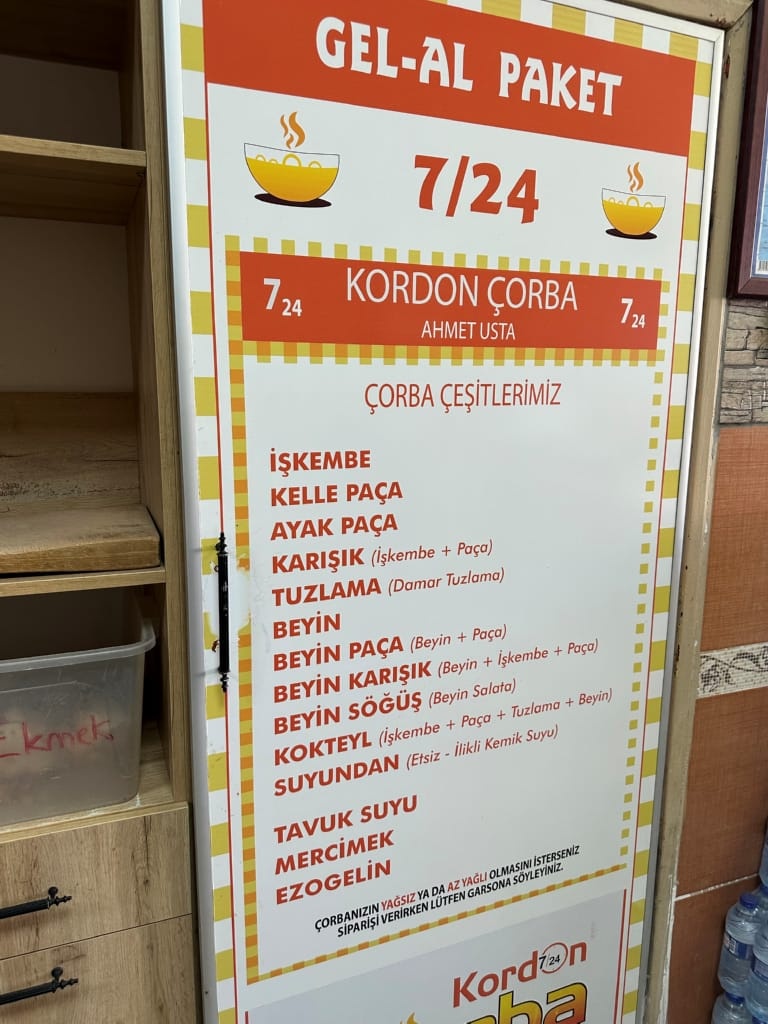 GEL-AL PAKET
7/24
7 24 KORDON ÇORBA 7 24
AHMET USTA
ÇORBA ÇEŞİTLERİMİZ
İŞKEMBE
KELLE PAÇA
AYAK PAÇA
KARIŞIK (İşkembe + Paça)
TUZLAMA (Damar Tuzlama)
BEYİN
BEYİN PAÇA (Beyin + Paça)
BEYİN KARIŞIK (Beyin + İşkembe + Paça)
BEYİN SÖĞÜŞ (Beyin Salata)
KOKTEYL (İşkembe + Paça + Tuzlama + Beyin)
SUYUNDAN (Etsiz - İlikli Kemik Suyu)
TAVUK SUYU
MERCİMEK
EZOGELİN
ÇORBANIZIN YAĞSIZ YA DA AZ YAĞLI OLMASINI İSTERSENİZ
SİPARİŞİ VERİRKEN LÜTFEN GARSONA SÖYLEYİNİZ.
Kordon
7/24
Ekmek